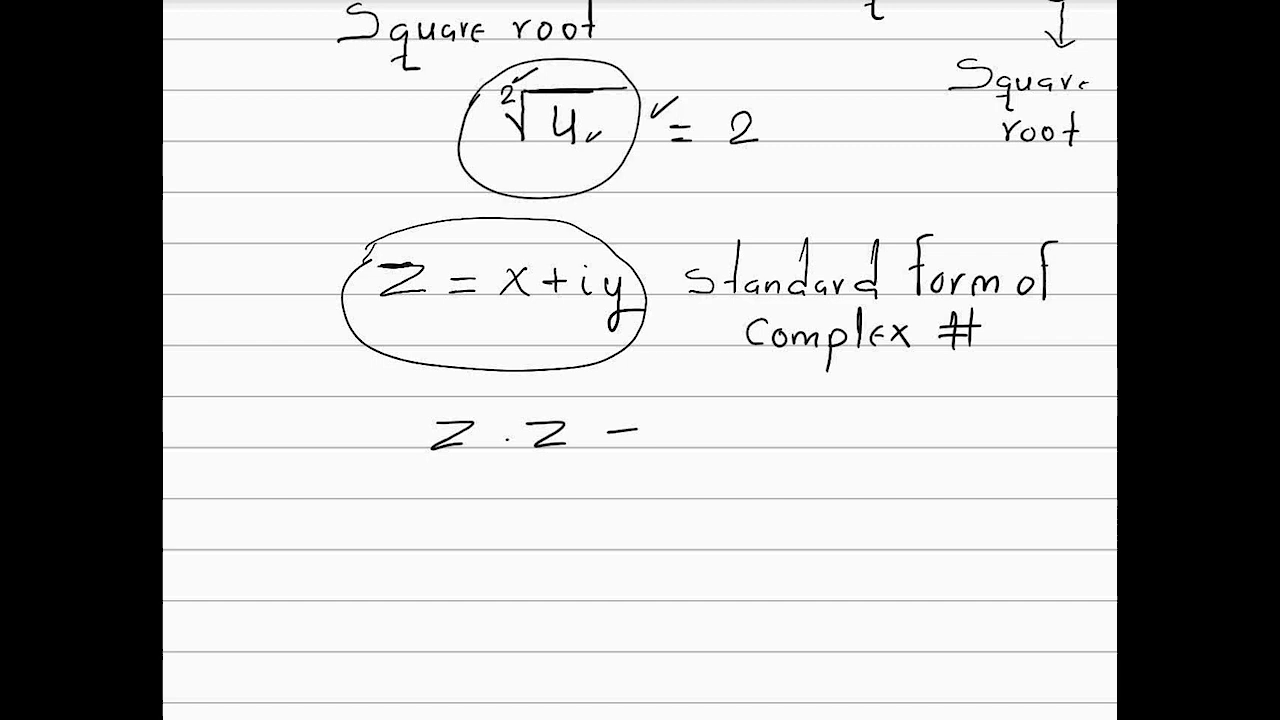 Square root
t
Square
root
²√4 = 2
Z = x + iy standard form of
Complex #
Z . Z -